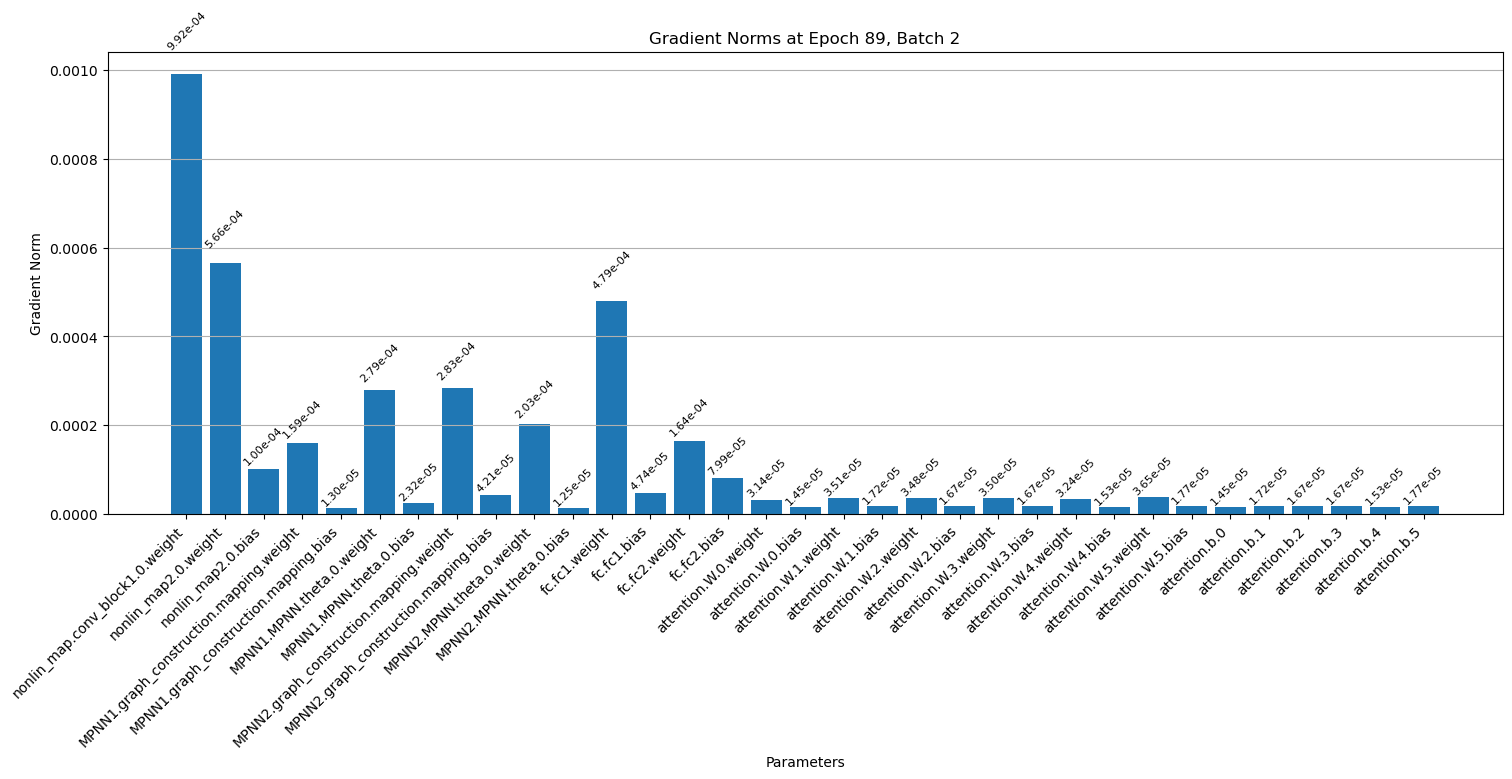 Gradient Norms at Epoch 89, Batch 2
Gradient Norm
0.0010
0.0008
0.0006
0.0004
0.0002
0.0000
9.92e-04
5.66e-04
1.00e-04
1.59e-04
1.30e-05
2.79e-04
2.32e-05
2.83e-04
4.21e-05
2.03e-04
1.25e-05
4.79e-04
4.74e-05
1.64e-04
7.99e-05
3.14e-05
1.45e-05
3.51e-05
1.72e-05
3.48e-05
1.67e-05
3.50e-05
1.67e-05
3.24e-05
1.53e-05
3.65e-05
1.77e-05
1.45e-05
1.72e-05
1.67e-05
1.67e-05
1.53e-05
1.77e-05
nonlin_map.conv_block1.0.weight
nonlin_map2.0.weight
nonlin_map2.0.bias
MPNN1.graph_construction.mapping.weight
MPNN1.graph_construction.mapping.bias
MPNN1.MPNN.theta.0.weight
MPNN1.MPNN.theta.0.bias
MPNN2.graph_construction.mapping.weight
MPNN2.graph_construction.mapping.bias
MPNN2.MPNN.theta.0.weight
MPNN2.MPNN.theta.0.bias
fc.fc1.weight
fc.fc1.bias
fc.fc2.weight
fc.fc2.bias
attention.W.0.weight
attention.W.0.bias
attention.W.1.weight
attention.W.1.bias
attention.W.2.weight
attention.W.2.bias
attention.W.3.weight
attention.W.3.bias
attention.W.4.weight
attention.W.4.bias
attention.W.5.weight
attention.W.5.bias
attention.b.0
attention.b.1
attention.b.2
attention.b.3
attention.b.4
attention.b.5
Parameters